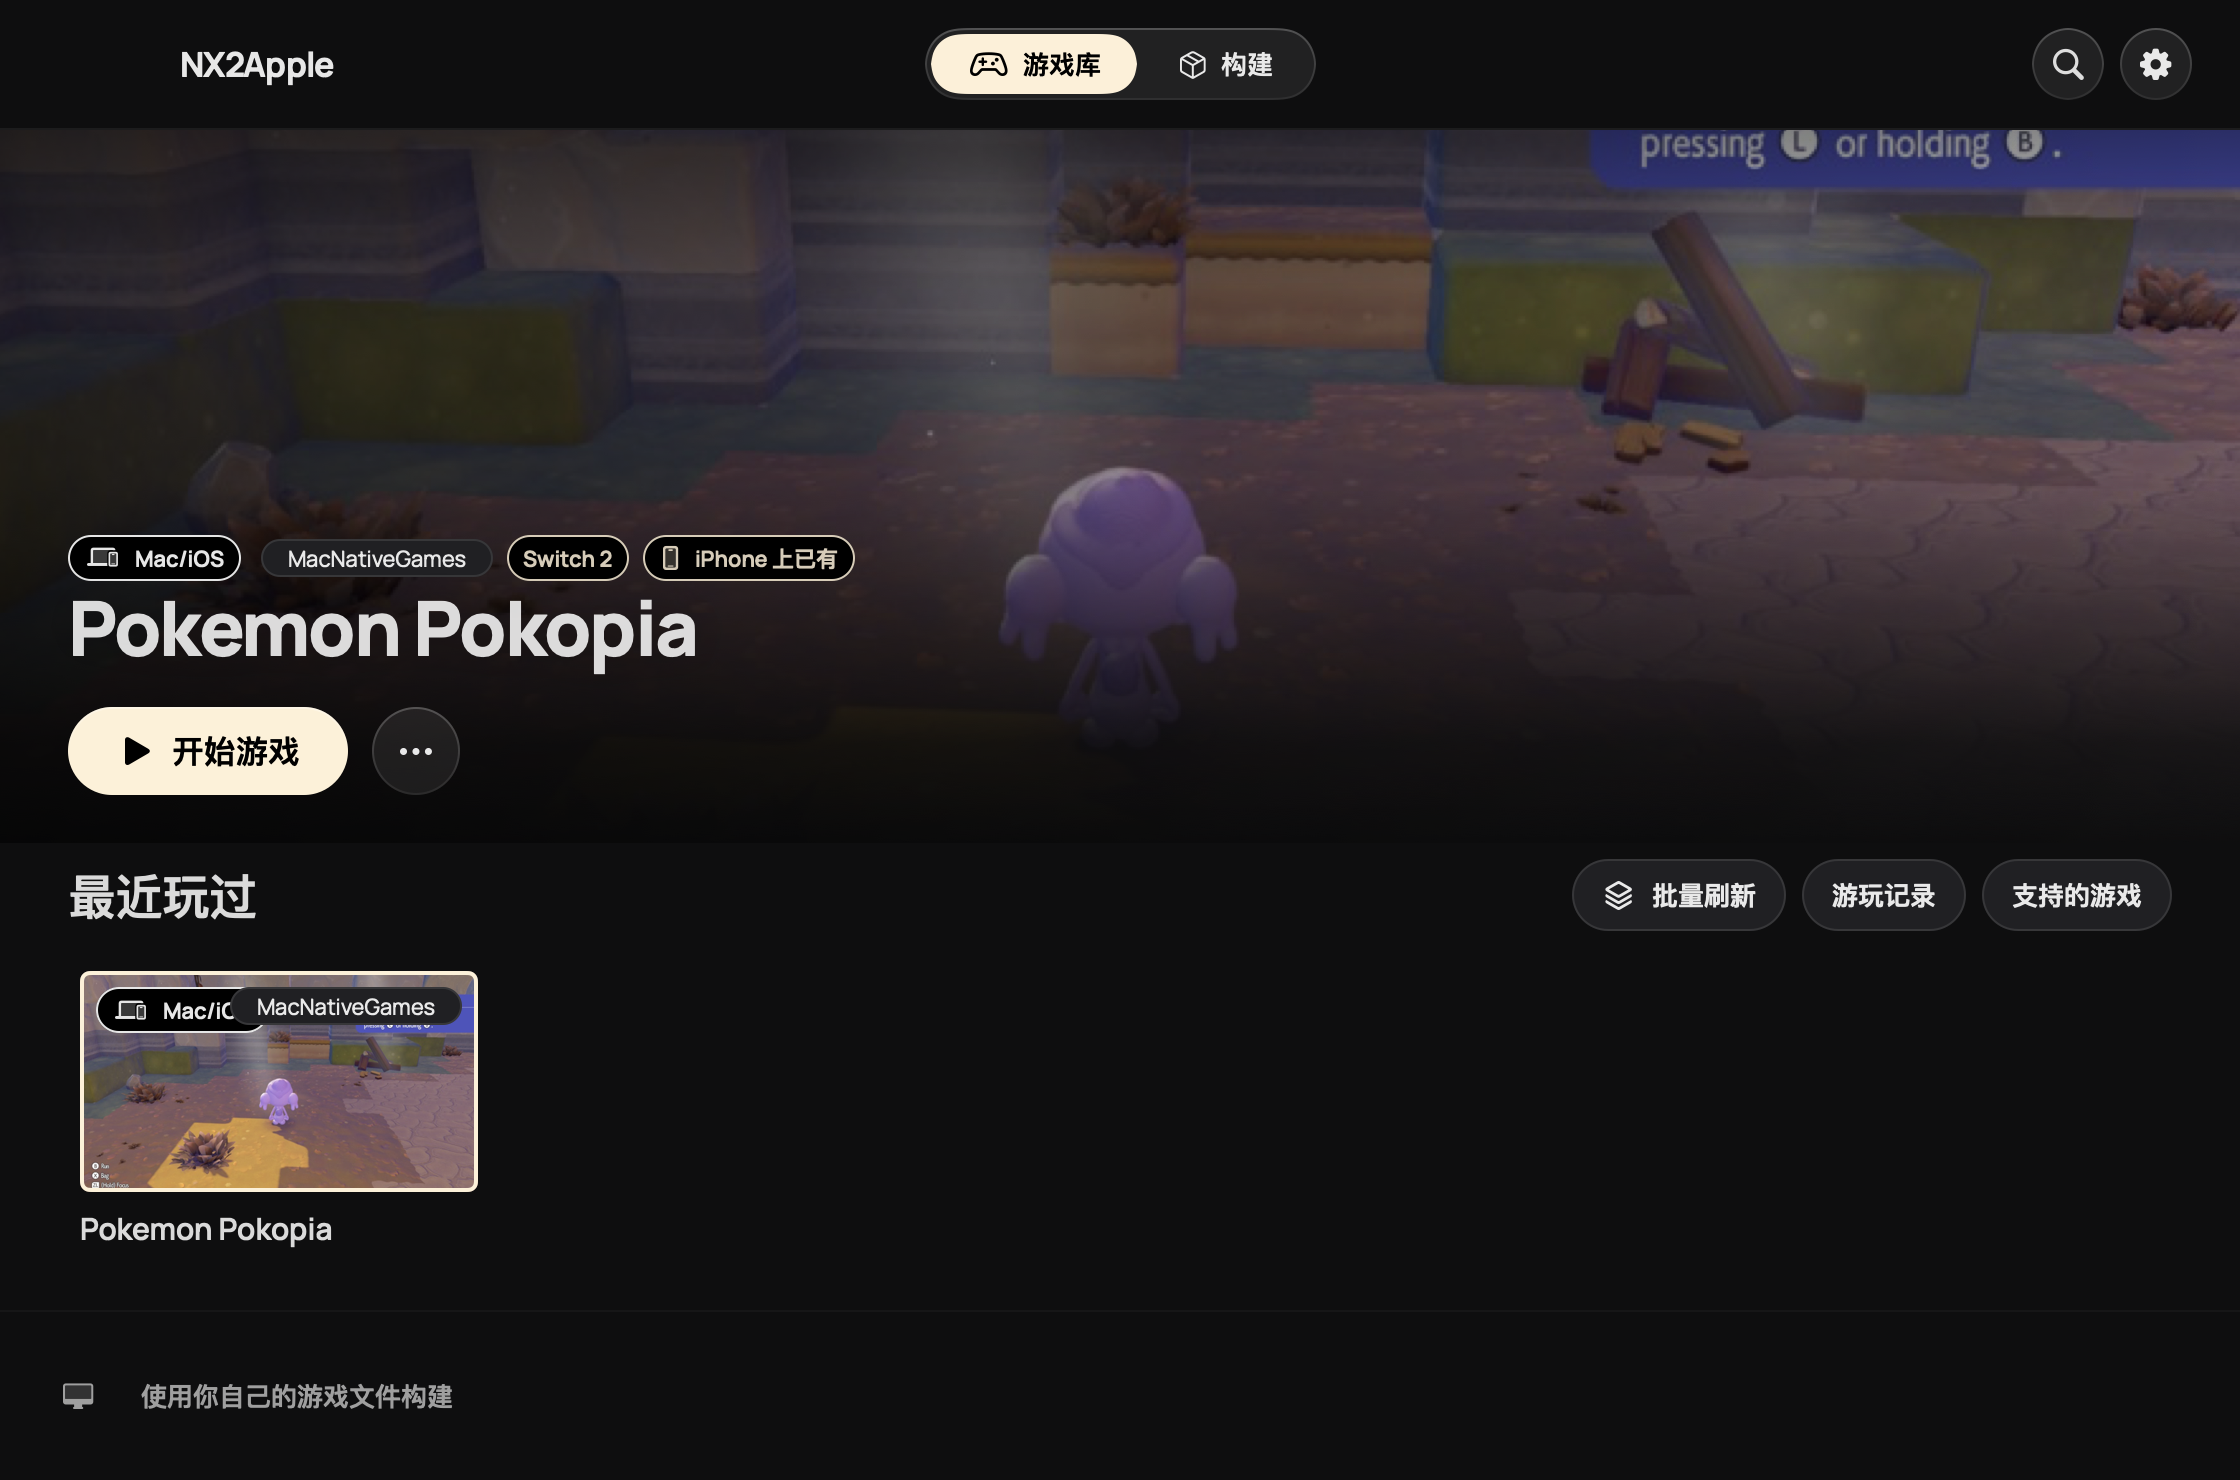 NX2Apple
游戏库
构建
pressing L or holding B .
Mac/iOS
MacNativeGames
Switch 2
iPhone 上已有
Pokemon Pokopia
开始游戏
最近玩过
批量刷新
游玩记录
支持的游戏
MacNativeGames
Pokemon Pokopia
使用你自己的游戏文件构建